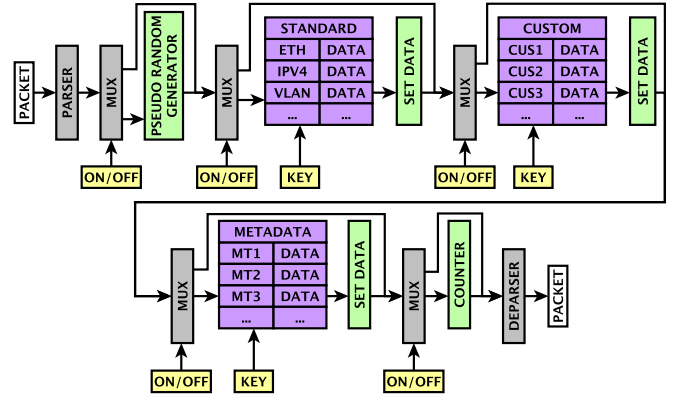 PACKET
PARSER
MUX
PSEUDO RANDOM
GENERATOR
MUX
STANDARD
ETH DATA
IPV4 DATA
VLAN DATA
... ...
SET DATA
MUX
CUSTOM
CUS1 DATA
CUS2 DATA
CUS3 DATA
... ...
SET DATA
ON/OFF
ON/OFF
KEY
ON/OFF
KEY
MUX
METADATA
MT1 DATA
MT2 DATA
MT3 DATA
... ...
SET DATA
MUX
COUNTER
DEPARSER
PACKET
ON/OFF
KEY
ON/OFF